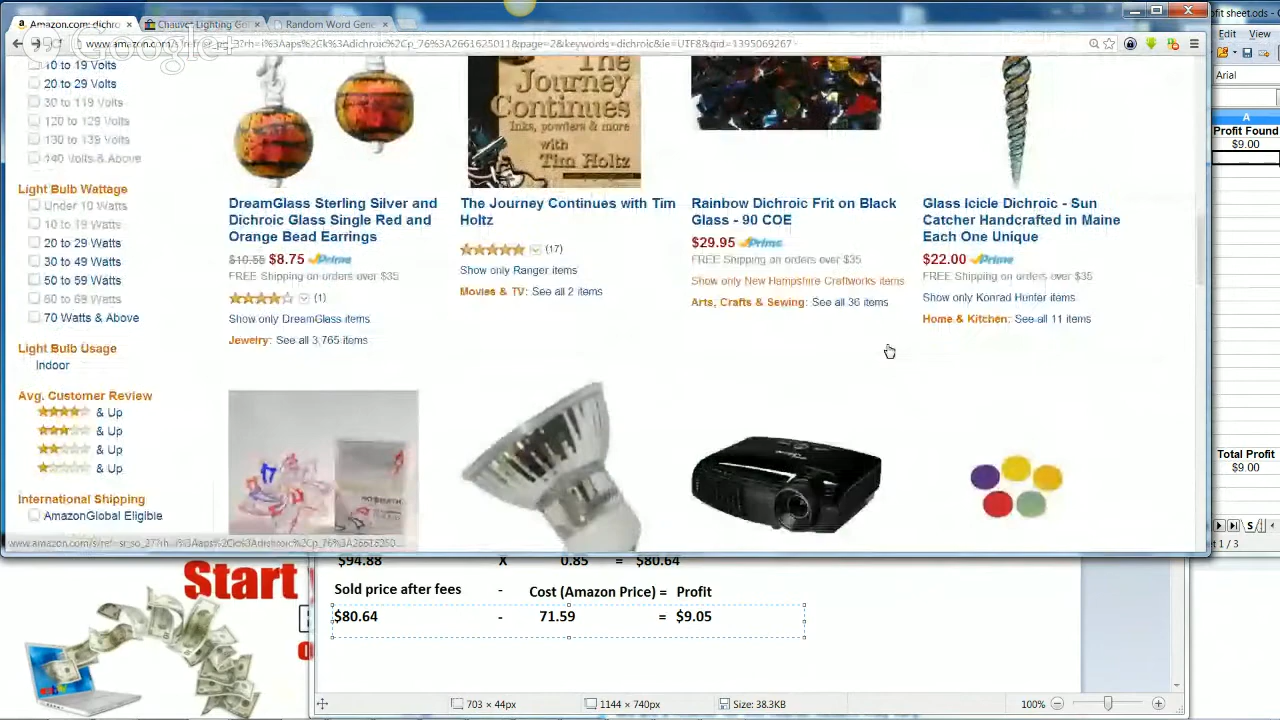 Amazon.com: dichro
Chauvet Lighting Go
Random Word Gene
fit sheet.ods - O
Google+
Edit View
Arial
A
Profit Found
$9.00
10 to 19 Volts
20 to 29 Volts
30 to 119 Volts
120 to 129 Volts
130 to 139 Volts
140 Volts & Above
Light Bulb Wattage
Under 10 Watts
10 to 19 Watts
20 to 29 Watts
30 to 49 Watts
50 to 59 Watts
60 to 69 Watts
70 Watts & Above
Light Bulb Usage
Indoor
Avg. Customer Review
& Up
& Up
& Up
& Up
International Shipping
AmazonGlobal Eligible
The Journey Continues
Inks, powders & more
with
Tim Holtz
DreamGlass Sterling Silver and
Dichroic Glass Single Red and
Orange Bead Earrings
$8.75 Prime
FREE Shipping on orders over $35
(1)
Show only DreamGlass items
Jewelry: See all 3,765 items
The Journey Continues with Tim
Holtz
(17)
Show only Ranger items
Movies & TV: See all 2 items
Rainbow Dichroic Frit on Black
Glass - 90 COE
$29.95 Prime
FREE Shipping on orders over $35
Show only New Hampshire Craftworks items
Arts, Crafts & Sewing: See all 36 items
Glass Icicle Dichroic - Sun
Catcher Handcrafted in Maine
Each One Unique
$22.00 Prime
FREE Shipping on orders over $35
Show only Konrad Hunter items
Home & Kitchen: See all 11 items
Total Profit
$9.00
1 / 3
Start
$94.88 X 0.85 = $80.64
Sold price after fees - Cost (Amazon Price) = Profit
$80.64 - 71.59 = $9.05
703 × 44px
1144 × 740px
Size: 38.3KB
100%